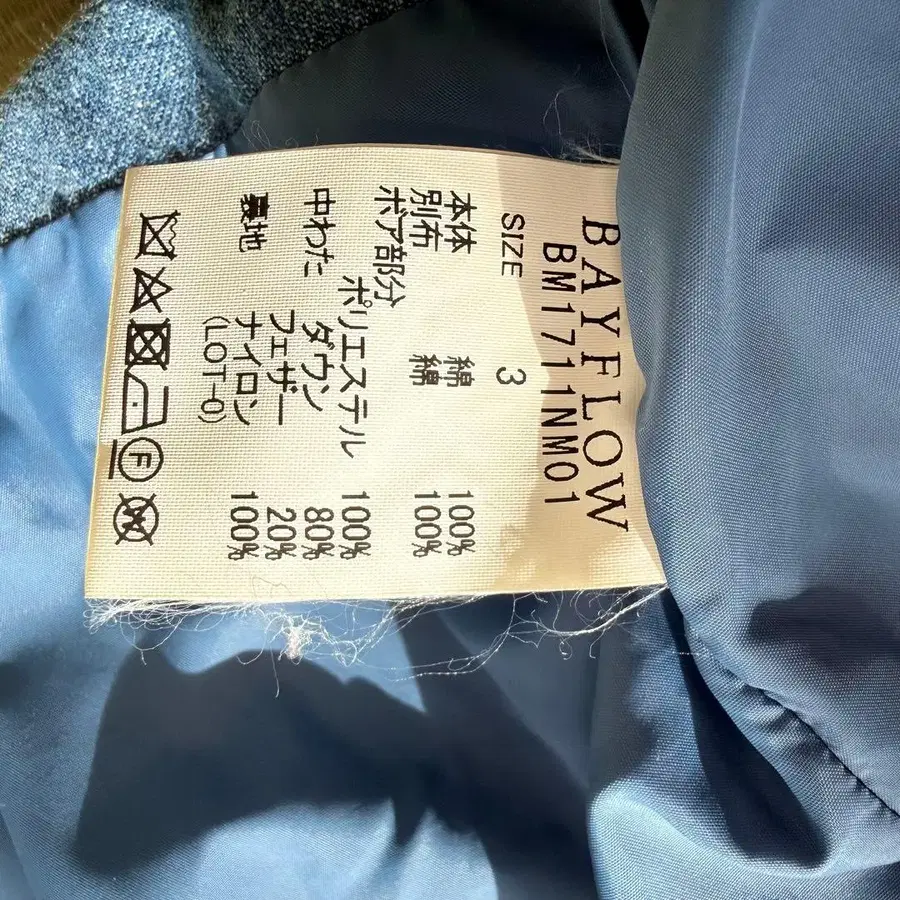 BAYFLOW
BM1711NM01
SIZE 3
本体 綿 100%
別布 綿 100%
ボア部分
ポリエステル 100%
中わた ダウン 80%
フェザー 20%
裏地 ナイロン 100%
(LOT-0)
F
W